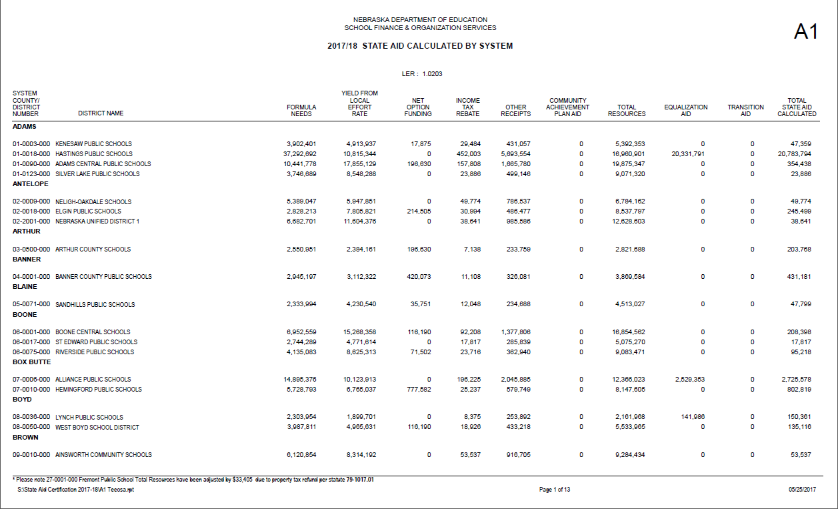 NEBRASKA DEPARTMENT OF EDUCATION
SCHOOL FINANCE & ORGANIZATION SERVICES
A1
2017/18 STATE AID CALCULATED BY SYSTEM
LER : 1.0203
SYSTEM COUNTY/ DISTRICT NUMBER DISTRICT NAME FORMULA NEEDS YIELD FROM LOCAL EFFORT RATE NET OPTION FUNDING INCOME TAX REBATE OTHER RECEIPTS COMMUNITY ACHIEVEMENT PLAN AID TOTAL RESOURCES EQUALIZATION AID TRANSITION AID TOTAL STATE AID CALCULATED
ADAMS
01-0003-000 KENESAW PUBLIC SCHOOLS 3,902,401 4,913,937 17,875 29,484 431,057 0 5,392,353 0 0 47,359
01-0018-000 HASTINGS PUBLIC SCHOOLS 37,292,692 10,815,344 0 452,003 5,693,554 0 16,960,901 20,331,791 0 20,783,794
01-0090-000 ADAMS CENTRAL PUBLIC SCHOOLS 10,441,778 17,855,129 196,630 157,808 1,665,780 0 19,875,347 0 0 354,438
01-0123-000 SILVER LAKE PUBLIC SCHOOLS 3,746,689 8,548,288 0 23,886 499,146 0 9,071,320 0 0 23,886
ANTELOPE
02-0009-000 NELIGH-OAKDALE SCHOOLS 5,389,047 5,947,851 0 49,774 786,537 0 6,784,162 0 0 49,774
02-0018-000 ELGIN PUBLIC SCHOOLS 2,828,213 7,805,821 214,505 30,994 486,477 0 8,537,797 0 0 245,499
02-2001-000 NEBRASKA UNIFIED DISTRICT 1 6,682,701 11,604,376 0 38,641 985,586 0 12,628,603 0 0 38,641
ARTHUR
03-0500-000 ARTHUR COUNTY SCHOOLS 2,550,951 2,384,161 196,630 7,138 233,759 0 2,821,688 0 0 203,768
BANNER
04-0001-000 BANNER COUNTY PUBLIC SCHOOLS 2,945,197 3,112,322 420,073 11,108 326,081 0 3,869,584 0 0 431,181
BLAINE
05-0071-000 SANDHILLS PUBLIC SCHOOLS 2,333,994 4,230,540 35,751 12,048 234,688 0 4,513,027 0 0 47,799
BOONE
06-0001-000 BOONE CENTRAL SCHOOLS 6,952,559 15,268,356 116,190 92,208 1,377,808 0 16,854,562 0 0 208,398
06-0017-000 ST EDWARD PUBLIC SCHOOLS 2,744,289 4,771,614 0 17,817 285,839 0 5,075,270 0 0 17,817
06-0075-000 RIVERSIDE PUBLIC SCHOOLS 4,135,083 8,625,313 71,502 23,716 362,940 0 9,083,471 0 0 95,218
BOX BUTTE
07-0006-000 ALLIANCE PUBLIC SCHOOLS 14,895,376 10,123,913 0 196,225 2,045,885 0 12,366,023 2,529,353 0 2,725,578
07-0010-000 HEMINGFORD PUBLIC SCHOOLS 5,728,793 6,765,037 777,582 25,237 579,749 0 8,147,605 0 0 802,819
BOYD
08-0036-000 LYNCH PUBLIC SCHOOLS 2,303,954 1,899,701 0 8,375 253,892 0 2,161,968 141,986 0 150,361
08-0050-000 WEST BOYD SCHOOL DISTRICT 3,987,811 4,965,631 116,190 18,926 433,218 0 5,533,965 0 0 135,116
BROWN
09-0010-000 AINSWORTH COMMUNITY SCHOOLS 6,120,854 8,314,192 0 53,537 916,705 0 9,284,434 0 0 53,537
* Please note 27-0001-000 Fremont Public School Total Resources have been adjusted by $33,405 due to property tax refund per statute 79-1017.01
S:\State Aid Certification 2017-18\A1 Teeosa.rpt Page 1 of 13 05/25/2017